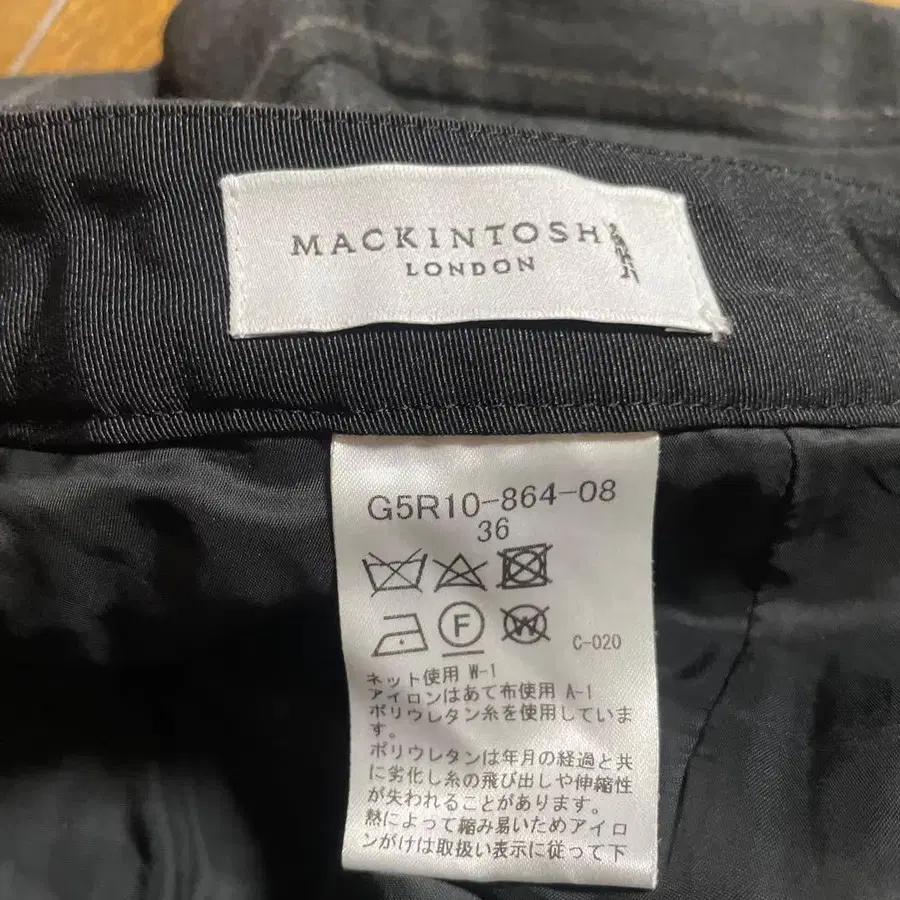 MACKINTOSH
LONDON
G5R10-864-08
36
F
W
C-020
ネット使用 W-1
アイロンはあて布使用 A-1
ポリウレタン糸を使用していま
す。
ポリウレタンは年月の経過と共
に劣化し糸の飛び出しや伸縮性
が失われることがあります。
熱によって縮み易いためアイロ
ンがけは取扱い表示に従って下